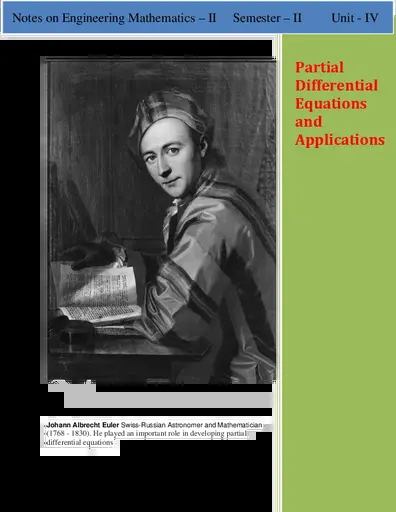 Notes on Engineering Mathematics – II Semester – II Unit - IV
Partial
Differential
Equations
and
Applications
Johann Albrecht Euler Swiss-Russian Astronomer and Mathematician
(1768 - 1830). He played an important role in developing partial
differential equations